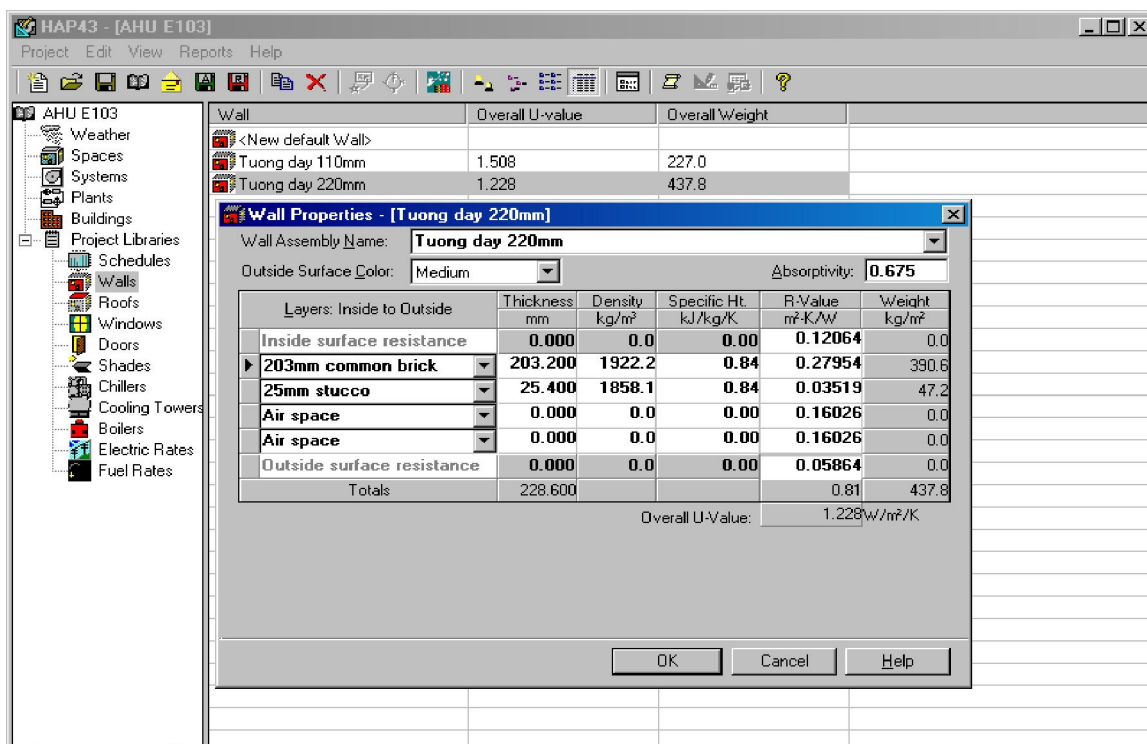 HAP43 - [AHU E103]
Project Edit View Reports Help
AHU E103
Weather
Spaces
Systems
Plants
Buildings
Project Libraries
Schedules
Walls
Roofs
Windows
Doors
Shades
Chillers
Cooling Towers
Boilers
Electric Rates
Fuel Rates
Wall Overall U-value Overall Weight
<New default Wall>
Tuong day 110mm 1.508 227.0
Tuong day 220mm 1.228 437.8
Wall Properties - [Tuong day 220mm]
Wall Assembly Name: Tuong day 220mm
Outside Surface Color: Medium Absorptivity: 0.675
Layers: Inside to Outside Thickness mm Density kg/m³ Specific Ht. kJ/kg/K R-Value m²-K/W Weight kg/m²
Inside surface resistance 0.000 0.0 0.00 0.12064 0.0
203mm common brick 203.200 1922.2 0.84 0.27954 390.6
25mm stucco 25.400 1858.1 0.84 0.03519 47.2
Air space 0.000 0.0 0.00 0.16026 0.0
Air space 0.000 0.0 0.00 0.16026 0.0
Outside surface resistance 0.000 0.0 0.00 0.05864 0.0
Totals 228.600 0.81 437.8
Overall U-Value: 1.228 W/m²/K
OK Cancel Help